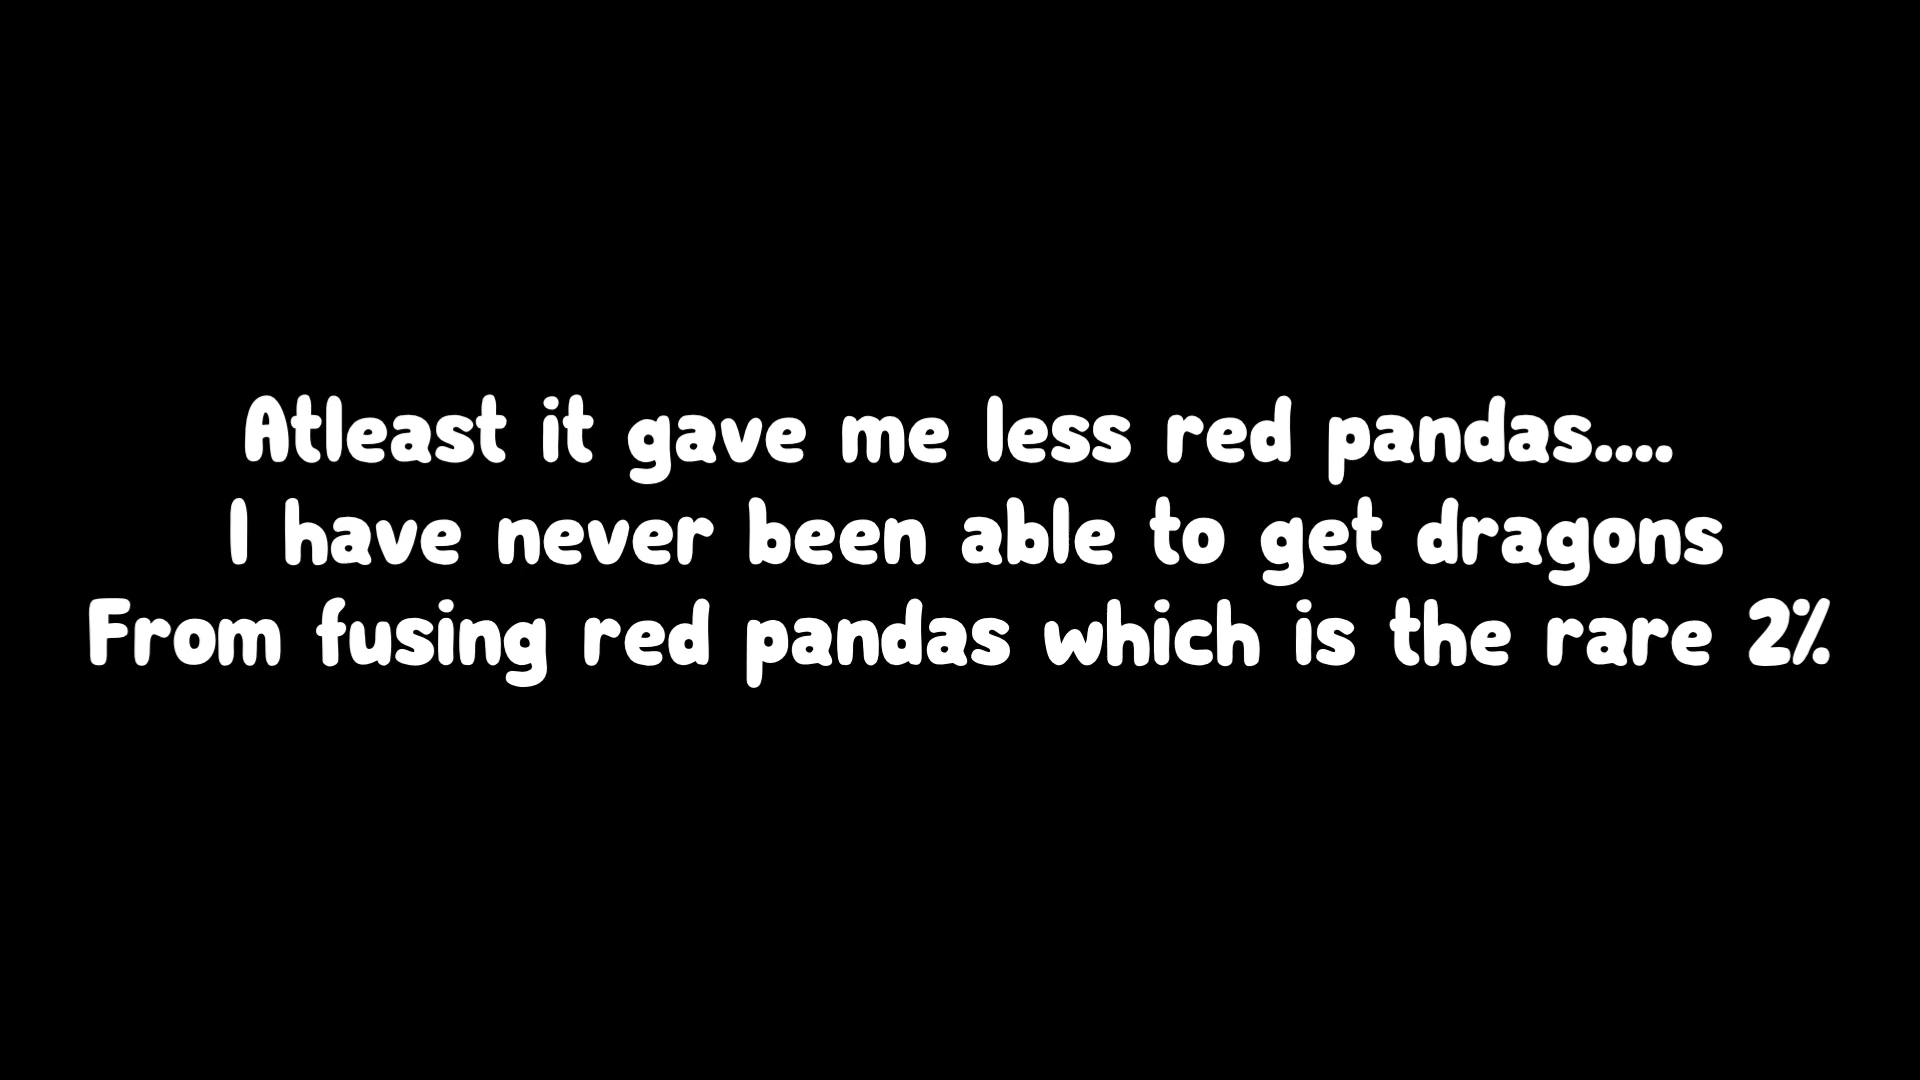 Atleast it gave me less red pandas....
I have never been able to get dragons
From fusing red pandas which is the rare 2%